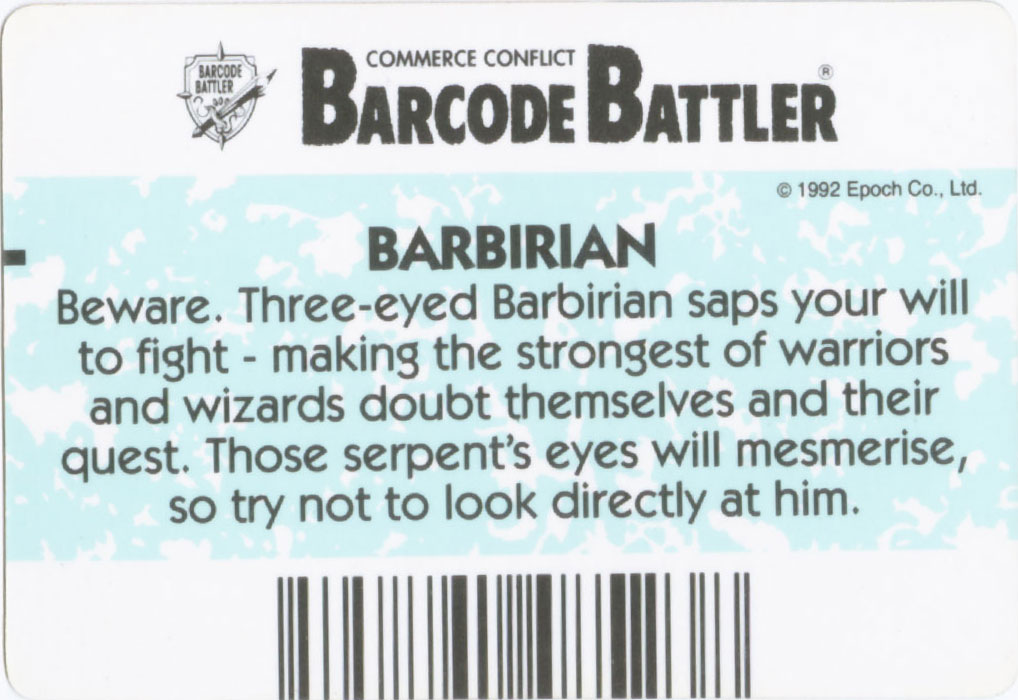 BARCODE
BATTLER
COMMERCE CONFLICT
BARCODE BATTLER®
© 1992 Epoch Co., Ltd.
BARBIRIAN
Beware. Three-eyed Barbirian saps your will
to fight - making the strongest of warriors
and wizards doubt themselves and their
quest. Those serpent's eyes will mesmerise,
so try not to look directly at him.